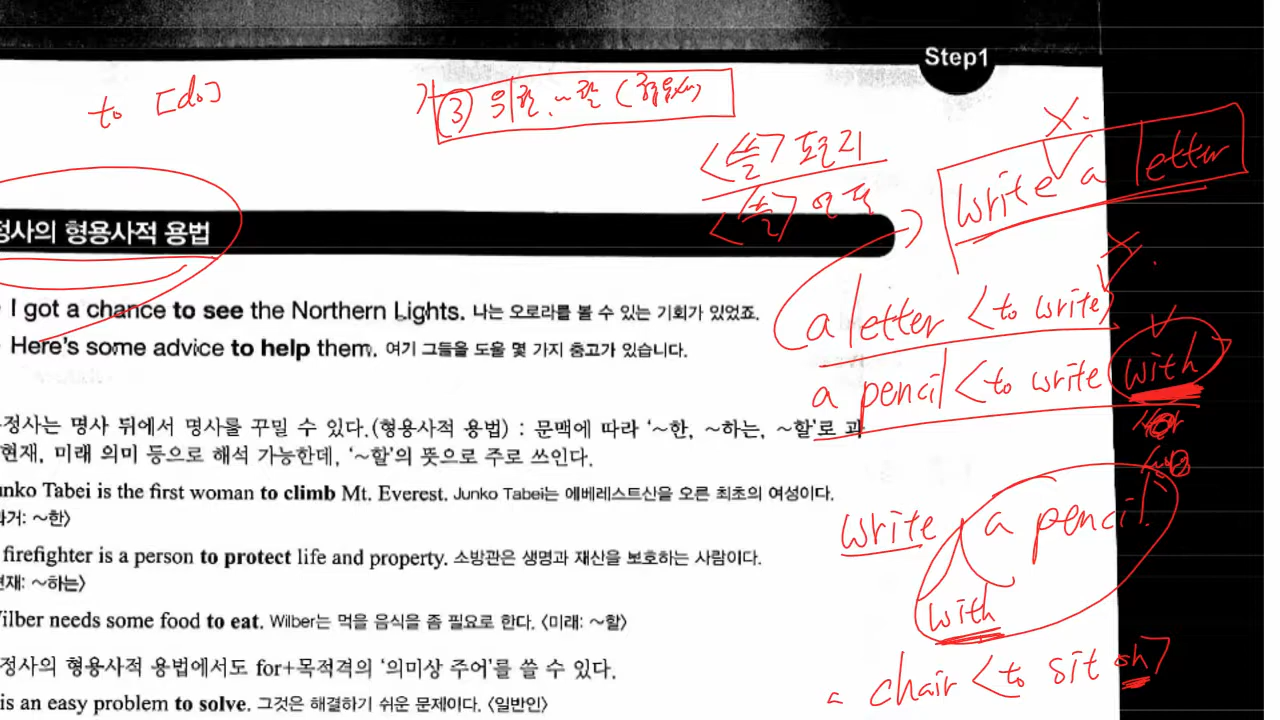 Step1
to [do]
③ 위한, ~할 (형용사)
X.
<쓸> 도구리
write a letter
<쓸> 연필
정사의 형용사적 용법
X.
I got a chance to see the Northern Lights. 나는 오로라를 볼 수 있는 기회가 있었죠.
a letter <to write>
Here's some advice to help them. 여기 그들을 도울 몇 가지 충고가 있습니다.
a pencil <to write with
정사는 명사 뒤에서 명사를 꾸밀 수 있다.(형용사적 용법) : 문맥에 따라 '~한, ~하는, ~할'로 과
현재, 미래 의미 등으로 해석 가능한데, '~할'의 뜻으로 주로 쓰인다.
unko Tabei is the first woman to climb Mt. Everest. Junko Tabei는 에베레스트산을 오른 최초의 여성이다.
과거: ~한>
write a pencil
firefighter is a person to protect life and property. 소방관은 생명과 재산을 보호하는 사람이다.
현재: ~하는>
with
Wilber needs some food to eat. Wilber는 먹을 음식을 좀 필요로 한다. <미래: ~할>
정사의 형용사적 용법에서도 for+목적격의 '의미상 주어'를 쓸 수 있다.
a chair <to sit on>
is an easy problem to solve. 그것은 해결하기 쉬운 문제이다. <일반인>